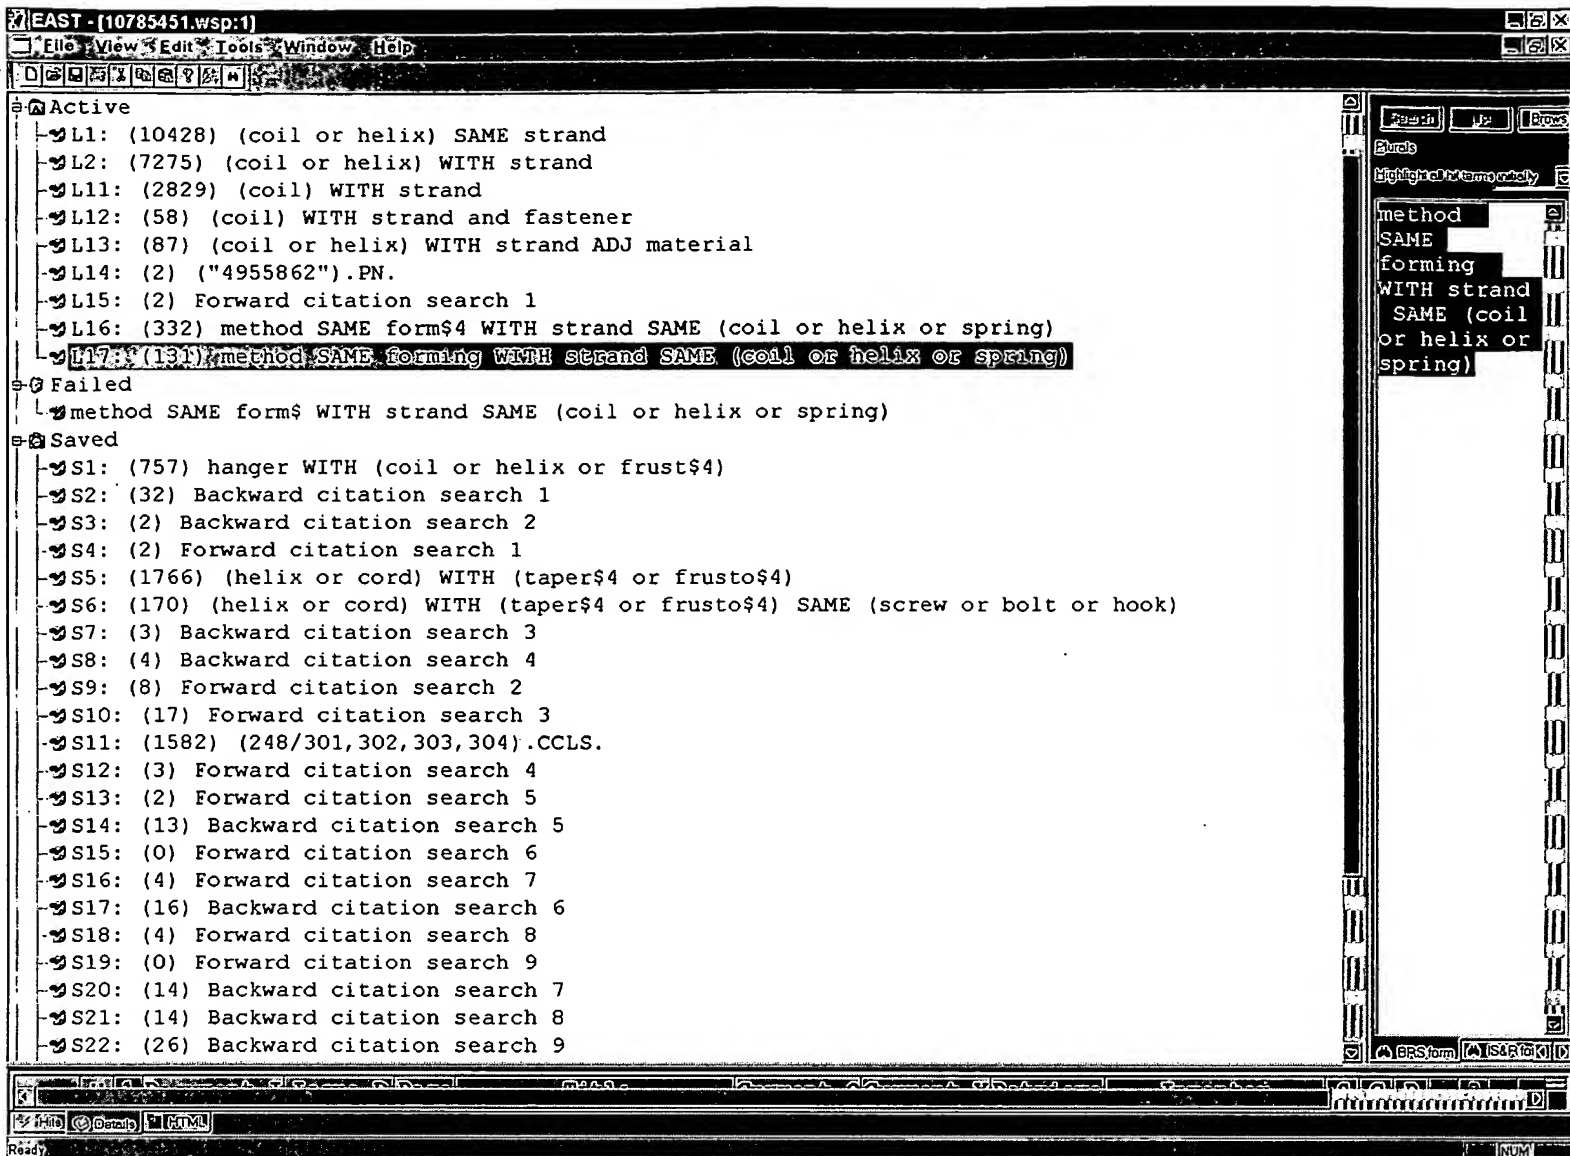 EAST - [10785451.wsp:1]
File View Edit Tools Window Help
Active
L1: (10428) (coil or helix) SAME strand
L2: (7275) (coil or helix) WITH strand
L11: (2829) (coil) WITH strand
L12: (58) (coil) WITH strand and fastener
L13: (87) (coil or helix) WITH strand ADJ material
L14: (2) ("4955862").PN.
L15: (2) Forward citation search 1
L16: (332) method SAME form$4 WITH strand SAME (coil or helix or spring)
L17: (131) method SAME forming WITH strand SAME (coil or helix or spring)
Failed
method SAME form$ WITH strand SAME (coil or helix or spring)
Saved
S1: (757) hanger WITH (coil or helix or frust$4)
S2: (32) Backward citation search 1
S3: (2) Backward citation search 2
S4: (2) Forward citation search 1
S5: (1766) (helix or cord) WITH (taper$4 or frusto$4)
S6: (170) (helix or cord) WITH (taper$4 or frusto$4) SAME (screw or bolt or hook)
S7: (3) Backward citation search 3
S8: (4) Backward citation search 4
S9: (8) Forward citation search 2
S10: (17) Forward citation search 3
S11: (1582) (248/301,302,303,304).CCLS.
S12: (3) Forward citation search 4
S13: (2) Forward citation search 5
S14: (13) Backward citation search 5
S15: (0) Forward citation search 6
S16: (4) Forward citation search 7
S17: (16) Backward citation search 6
S18: (4) Forward citation search 8
S19: (0) Forward citation search 9
S20: (14) Backward citation search 7
S21: (14) Backward citation search 8
S22: (26) Backward citation search 9
Search Brows
Plurals
Highlight all hit terms initially
method
SAME
forming
WITH strand
SAME (coil
or helix or
spring)
BRS form IS&R fo
Hits Details HTML
Ready NUM